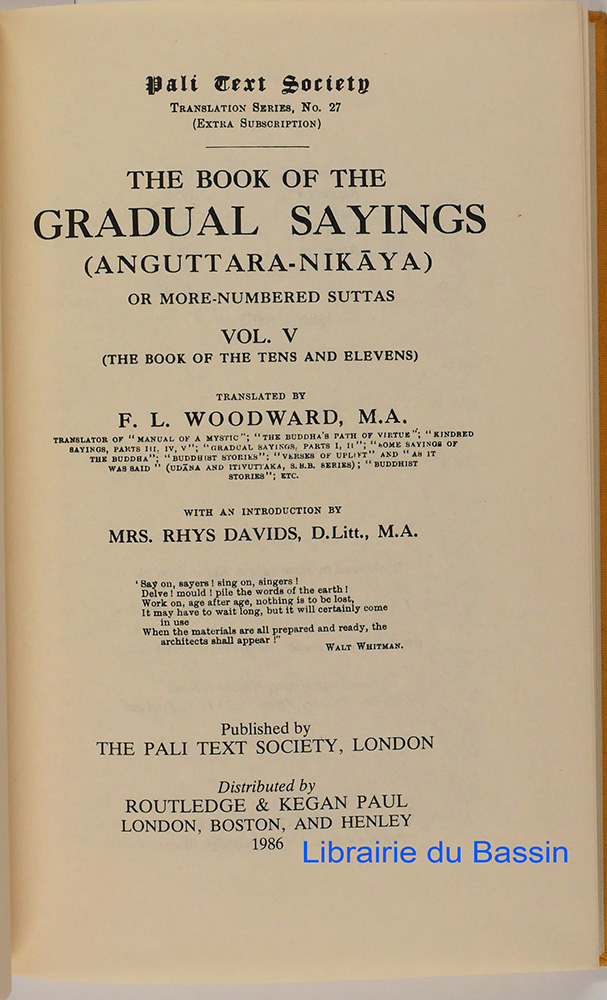 Pali Text Society
TRANSLATION SERIES, NO. 27
(EXTRA SUBSCRIPTION)
THE BOOK OF THE
GRADUAL SAYINGS
(ANGUTTARA-NIKĀYA)
OR MORE-NUMBERED SUTTAS
VOL. V
(THE BOOK OF THE TENS AND ELEVENS)
TRANSLATED BY
F. L. WOODWARD, M.A.
TRANSLATOR OF "MANUAL OF A MYSTIC"; "THE BUDDHA'S PATH OF VIRTUE"; "KINDRED
SAYINGS, PARTS III, IV, V"; "GRADUAL SAYINGS, PARTS I, II"; "SOME SAYINGS OF
THE BUDDHA"; "BUDDHIST STORIES"; "VERSES OF UPLIFT" AND "AS IT
WAS SAID" (UDĀNA AND ITIVUTTAKA, S.B.B. SERIES); "BUDDHIST
STORIES"; ETC.
WITH AN INTRODUCTION BY
MRS. RHYS DAVIDS, D.Litt., M.A.
'Say on, sayers! sing on, singers!
Delve! mould! pile the words of the earth!
Work on, age after age, nothing is to be lost,
It may have to wait long, but it will certainly come
in use
When the materials are all prepared and ready, the
architects shall appear!"
WALT WHITMAN.
Published by
THE PALI TEXT SOCIETY, LONDON
Distributed by
ROUTLEDGE & KEGAN PAUL
LONDON, BOSTON, AND HENLEY
1986
Librairie du Bassin